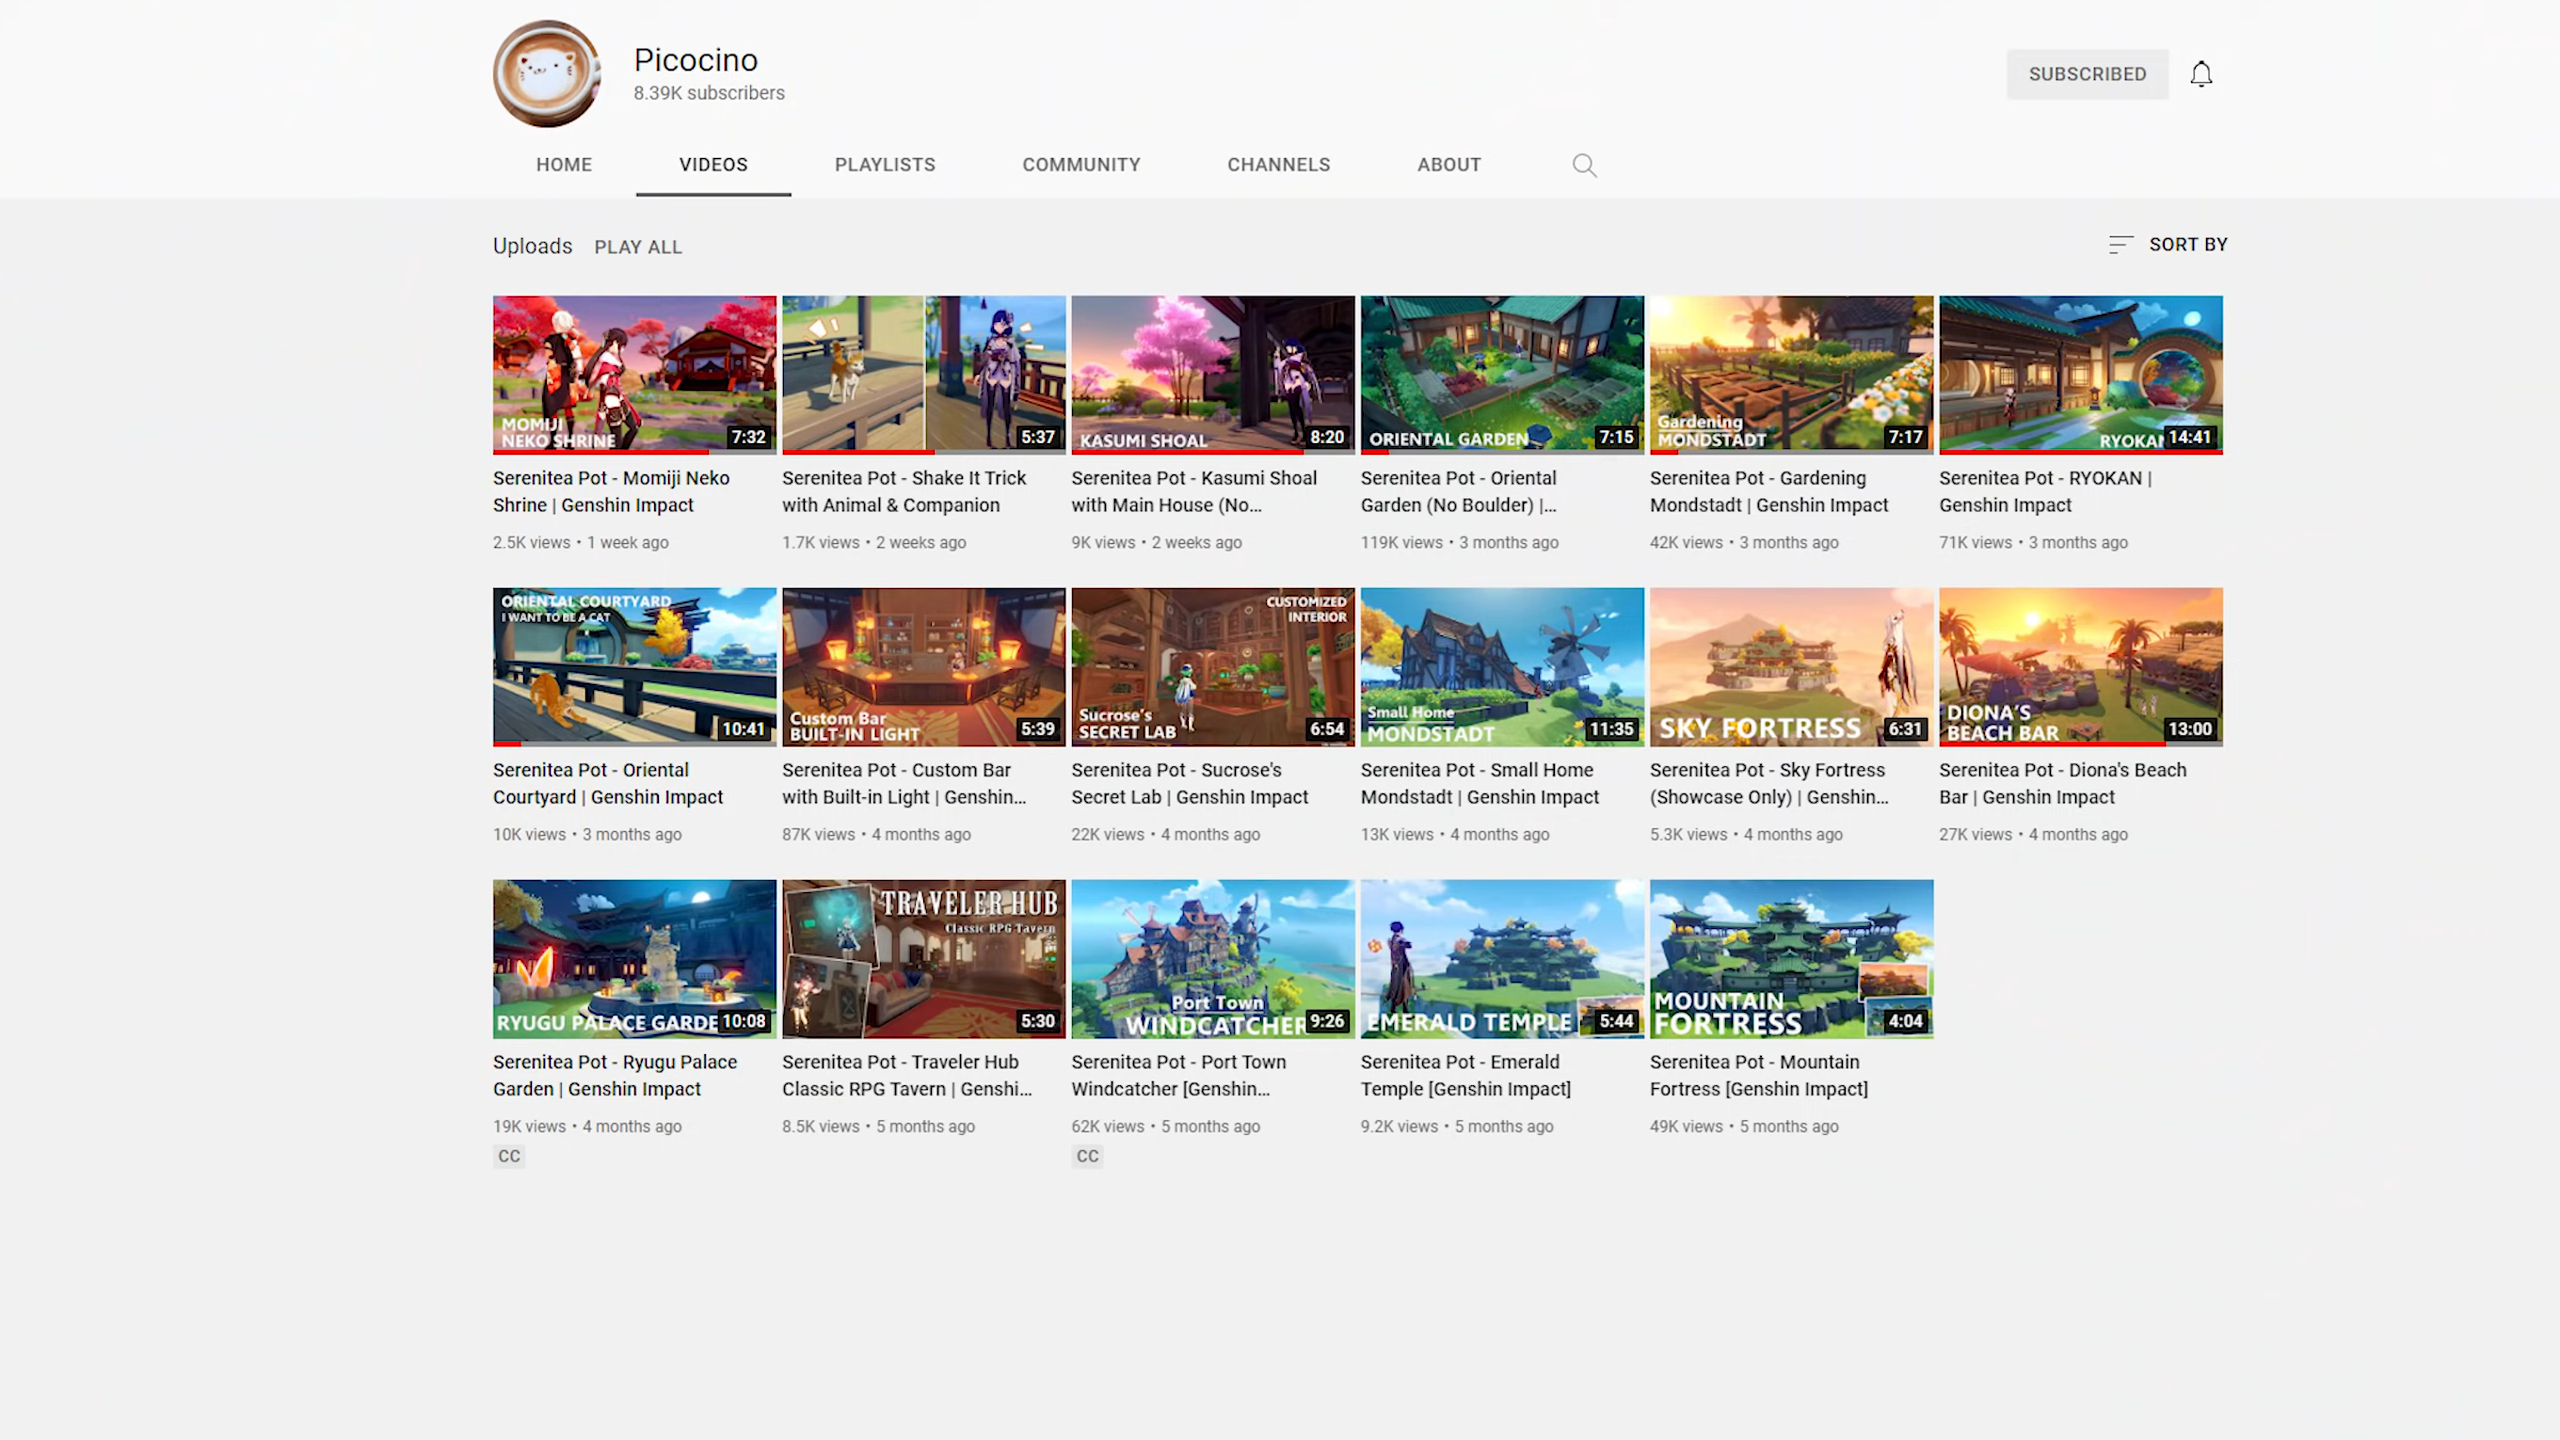 Picocino
8.39K subscribers
SUBSCRIBED
HOME
VIDEOS
PLAYLISTS
COMMUNITY
CHANNELS
ABOUT
Uploads
PLAY ALL
SORT BY
MOMIJI
NEKO SHRINE
7:32
5:37
KASUMI SHOAL
8:20
ORIENTAL GARDEN
7:15
Gardening
MONDSTADT
7:17
14:41
Serenitea Pot - Momiji Neko
Shrine | Genshin Impact
2.5K views • 1 week ago
Serenitea Pot - Shake It Trick
with Animal & Companion
1.7K views • 2 weeks ago
Serenitea Pot - Kasumi Shoal
with Main House (No...
9K views • 2 weeks ago
Serenitea Pot - Oriental
Garden (No Boulder) |...
119K views • 3 months ago
Serenitea Pot - Gardening
Mondstadt | Genshin Impact
42K views • 3 months ago
Serenitea Pot - RYOKAN |
Genshin Impact
71K views • 3 months ago
ORIENTAL COURTYARD
I WANT TO BE A CAT
10:41
Custom Bar
BUILT-IN LIGHT
5:39
CUSTOMIZED
INTERIOR
Sucrose's
SECRET LAB
6:54
Small Home
MONDSTADT
11:35
SKY FORTRESS
6:31
DIONA'S
BEACH BAR
13:00
Serenitea Pot - Oriental
Courtyard | Genshin Impact
10K views • 3 months ago
Serenitea Pot - Custom Bar
with Built-in Light | Genshin...
87K views • 4 months ago
Serenitea Pot - Sucrose's
Secret Lab | Genshin Impact
22K views • 4 months ago
Serenitea Pot - Small Home
Mondstadt | Genshin Impact
13K views • 4 months ago
Serenitea Pot - Sky Fortress
(Showcase Only) | Genshin...
5.3K views • 4 months ago
Serenitea Pot - Diona's Beach
Bar | Genshin Impact
27K views • 4 months ago
RYUGU PALACE GARDE
10:08
TRAVELER HUB
Classic RPG Tavern
5:30
Port Town
WINDCATCHER
9:26
EMERALD TEMPLE
5:44
MOUNTAIN
FORTRESS
4:04
Serenitea Pot - Ryugu Palace
Garden | Genshin Impact
19K views • 4 months ago
CC
Serenitea Pot - Traveler Hub
Classic RPG Tavern | Genshi...
8.5K views • 5 months ago
Serenitea Pot - Port Town
Windcatcher [Genshin...
62K views • 5 months ago
CC
Serenitea Pot - Emerald
Temple [Genshin Impact]
9.2K views • 5 months ago
Serenitea Pot - Mountain
Fortress [Genshin Impact]
49K views • 5 months ago